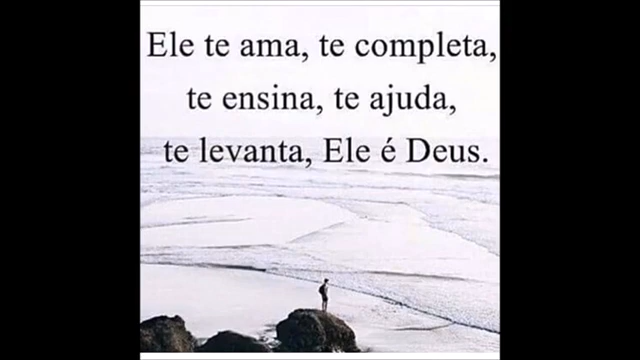 Ele te ama, te completa,
te ensina, te ajuda,
te levanta, Ele é Deus.